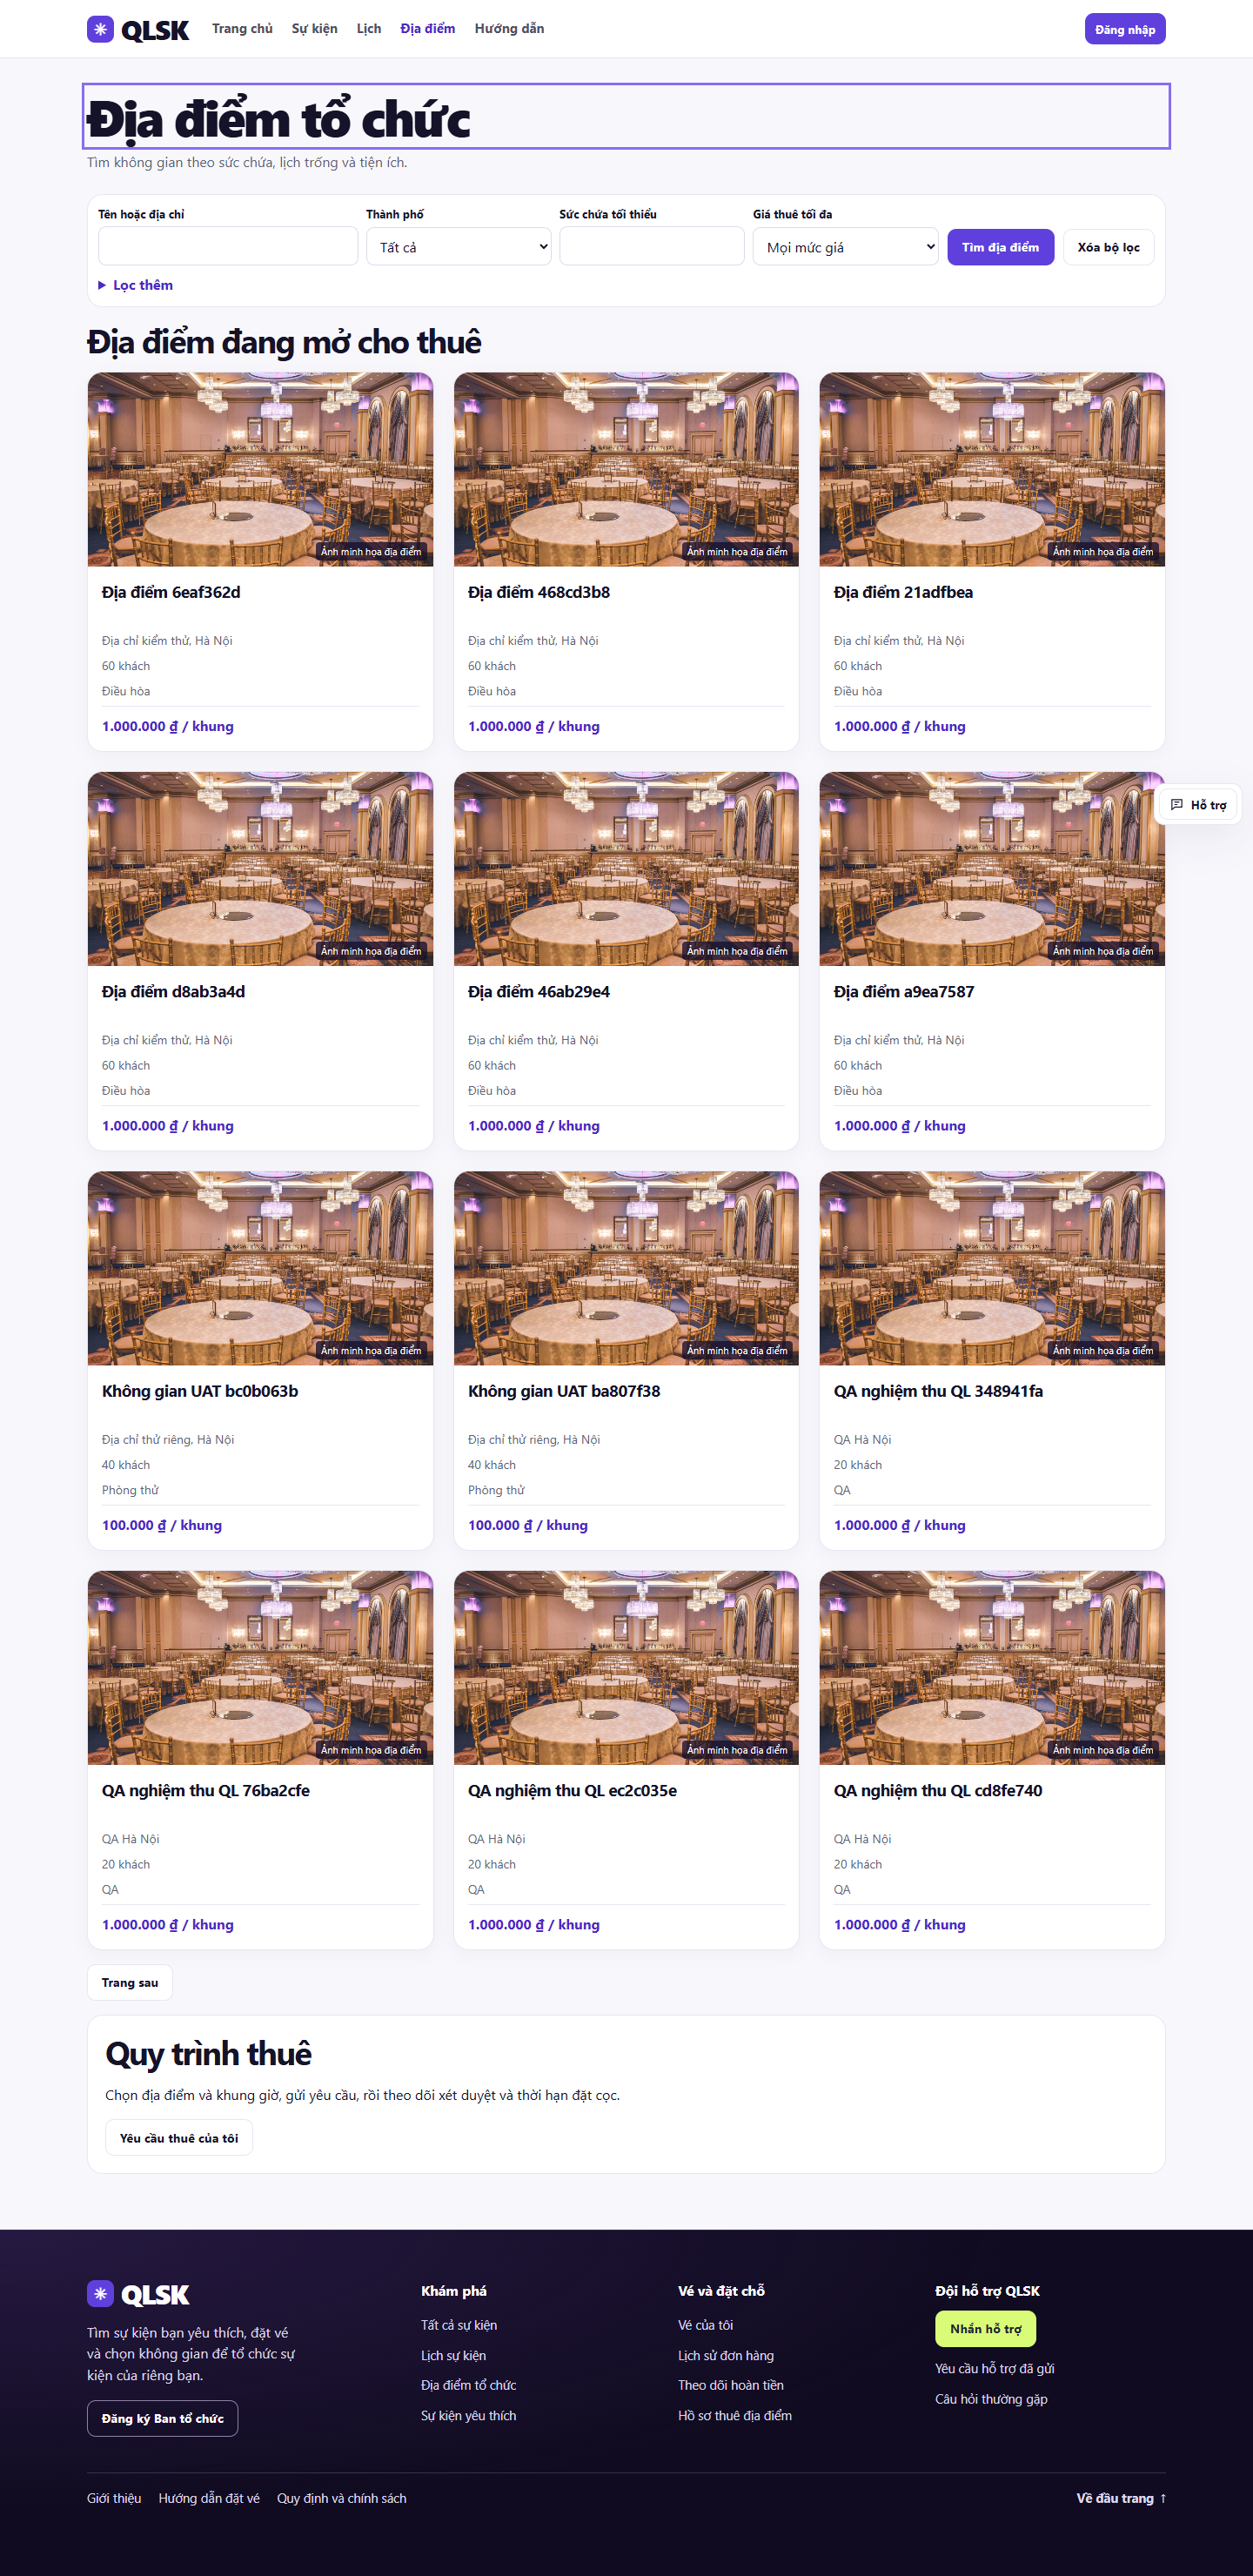 QLSK Trang chủ Sự kiện Lịch Địa điểm Hướng dẫn Đăng nhập
Địa điểm tổ chức
Tìm không gian theo sức chứa, lịch trống và tiện ích.
Tên hoặc địa chỉ Thành phố Sức chứa tối thiểu Giá thuê tối đa
Tất cả Mọi mức giá Tìm địa điểm Xóa bộ lọc
Lọc thêm
Địa điểm đang mở cho thuê
Ảnh minh họa địa điểm Ảnh minh họa địa điểm Ảnh minh họa địa điểm
Địa điểm 6eaf362d Địa điểm 468cd3b8 Địa điểm 21adfbea
Địa chỉ kiểm thử, Hà Nội Địa chỉ kiểm thử, Hà Nội Địa chỉ kiểm thử, Hà Nội
60 khách 60 khách 60 khách
Điều hòa Điều hòa Điều hòa
1.000.000 ₫ / khung 1.000.000 ₫ / khung 1.000.000 ₫ / khung
Hỗ trợ
Ảnh minh họa địa điểm Ảnh minh họa địa điểm Ảnh minh họa địa điểm
Địa điểm d8ab3a4d Địa điểm 46ab29e4 Địa điểm a9ea7587
Địa chỉ kiểm thử, Hà Nội Địa chỉ kiểm thử, Hà Nội Địa chỉ kiểm thử, Hà Nội
60 khách 60 khách 60 khách
Điều hòa Điều hòa Điều hòa
1.000.000 ₫ / khung 1.000.000 ₫ / khung 1.000.000 ₫ / khung
Ảnh minh họa địa điểm Ảnh minh họa địa điểm Ảnh minh họa địa điểm
Không gian UAT bc0b063b Không gian UAT ba807f38 QA nghiệm thu QL 348941fa
Địa chỉ thử riêng, Hà Nội Địa chỉ thử riêng, Hà Nội QA Hà Nội
40 khách 40 khách 20 khách
Phòng thử Phòng thử QA
100.000 ₫ / khung 100.000 ₫ / khung 1.000.000 ₫ / khung
Ảnh minh họa địa điểm Ảnh minh họa địa điểm Ảnh minh họa địa điểm
QA nghiệm thu QL 76ba2cfe QA nghiệm thu QL ec2c035e QA nghiệm thu QL cd8fe740
QA Hà Nội QA Hà Nội QA Hà Nội
20 khách 20 khách 20 khách
QA QA QA
1.000.000 ₫ / khung 1.000.000 ₫ / khung 1.000.000 ₫ / khung
Trang sau
Quy trình thuê
Chọn địa điểm và khung giờ, gửi yêu cầu, rồi theo dõi xét duyệt và thời hạn đặt cọc.
Yêu cầu thuê của tôi
QLSK
Tìm sự kiện bạn yêu thích, đặt vé
và chọn không gian để tổ chức sự
kiện của riêng bạn.
Đăng ký Ban tổ chức
Khám phá
Tất cả sự kiện
Lịch sự kiện
Địa điểm tổ chức
Sự kiện yêu thích
Vé và đặt chỗ
Vé của tôi
Lịch sử đơn hàng
Theo dõi hoàn tiền
Hồ sơ thuê địa điểm
Đội hỗ trợ QLSK
Nhắn hỗ trợ
Yêu cầu hỗ trợ đã gửi
Câu hỏi thường gặp
Giới thiệu Hướng dẫn đặt vé Quy định và chính sách Về đầu trang ↑